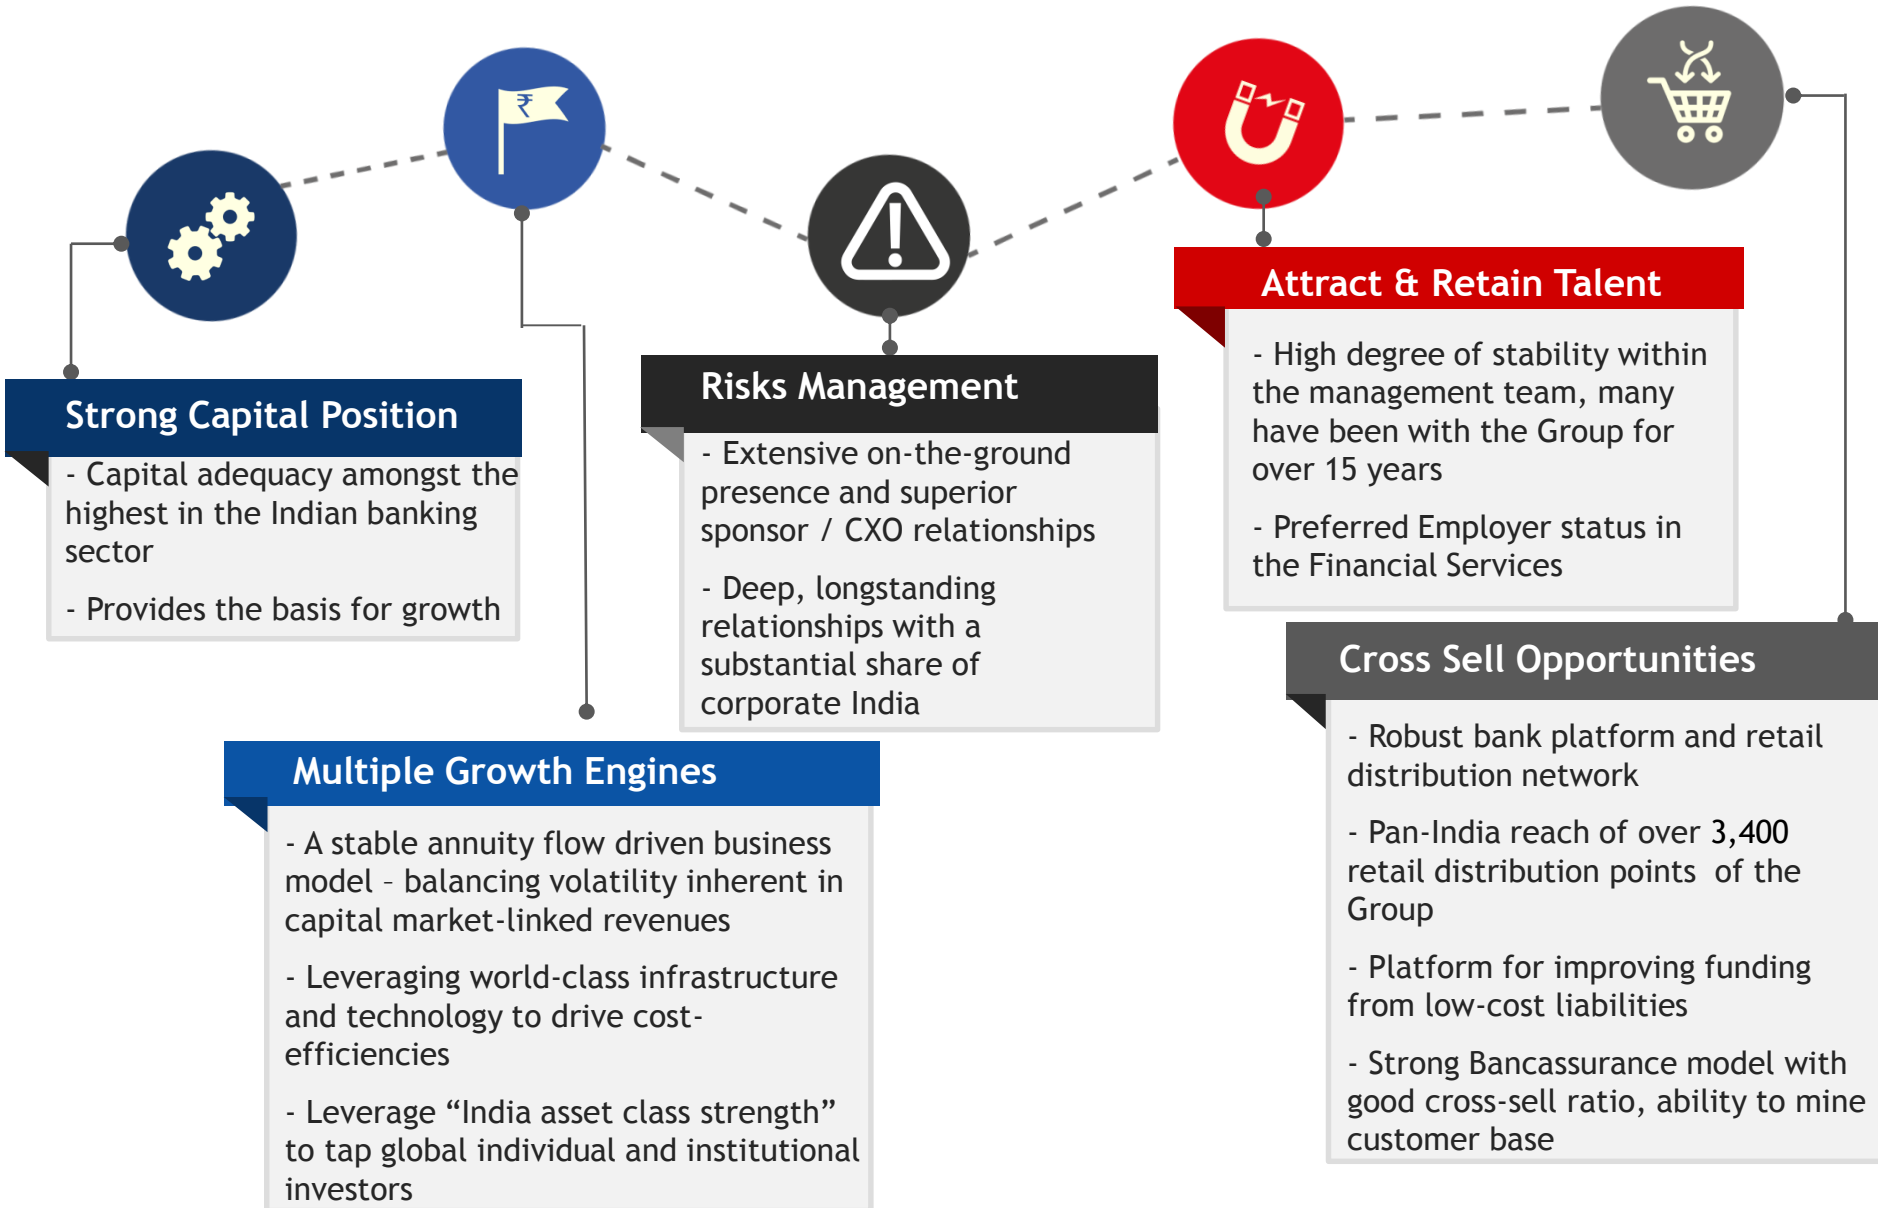 ₹
Strong Capital Position
- Capital adequacy amongst the
highest in the Indian banking
sector
- Provides the basis for growth
Multiple Growth Engines
- A stable annuity flow driven business
model – balancing volatility inherent in
capital market-linked revenues
- Leveraging world-class infrastructure
and technology to drive cost-
efficiencies
- Leverage “India asset class strength”
to tap global individual and institutional
investors
Risks Management
- Extensive on-the-ground
presence and superior
sponsor / CXO relationships
- Deep, longstanding
relationships with a
substantial share of
corporate India
Attract & Retain Talent
- High degree of stability within
the management team, many
have been with the Group for
over 15 years
- Preferred Employer status in
the Financial Services
Cross Sell Opportunities
- Robust bank platform and retail
distribution network
- Pan-India reach of over 3,400
retail distribution points  of the
Group
- Platform for improving funding
from low-cost liabilities
- Strong Bancassurance model with
good cross-sell ratio, ability to mine
customer base